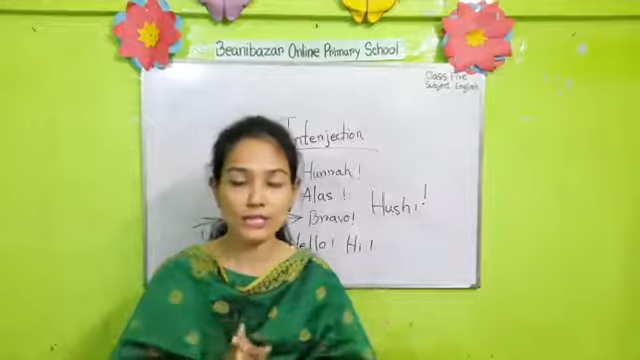 Beanibazar Online Primary School
Class: Five
Subject: English
Interjection
Hurrah!
Alas !
Bravo!
Hush!
Hello! Hi!